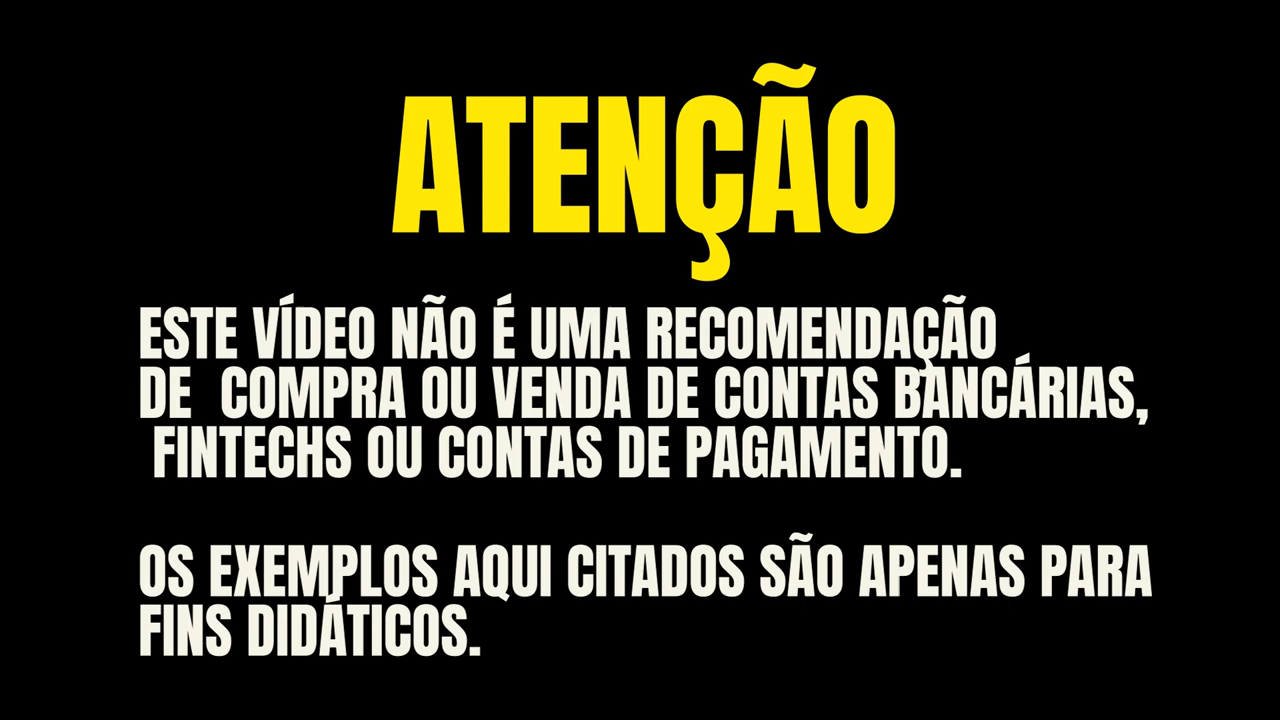 ATENÇÃO
ESTE VÍDEO NÃO É UMA RECOMENDAÇÃO
DE COMPRA OU VENDA DE CONTAS BANCÁRIAS,
FINTECHS OU CONTAS DE PAGAMENTO.
OS EXEMPLOS AQUI CITADOS SÃO APENAS PARA
FINS DIDÁTICOS.